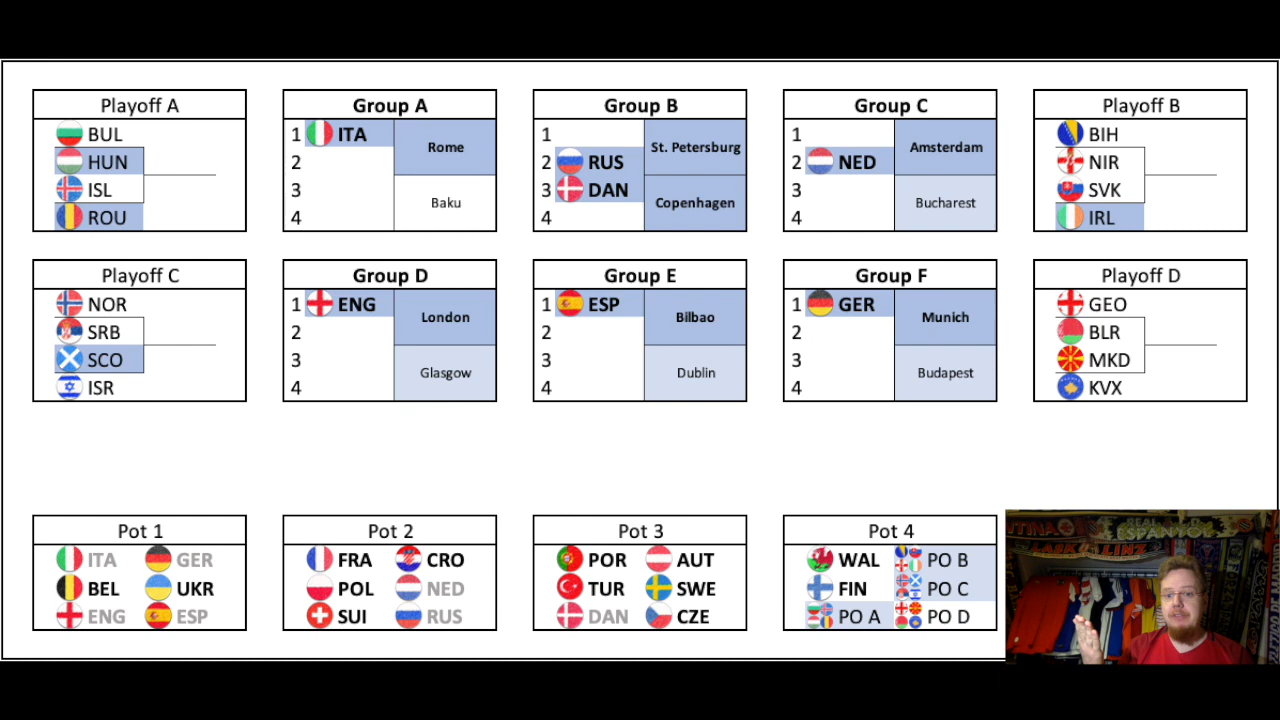 Playoff A
BUL
HUN
ISL
ROU
Group A
1 ITA
2
3
4
Rome
Baku
Group B
1
2 RUS
3 DAN
4
St. Petersburg
Copenhagen
Group C
1
2 NED
3
4
Amsterdam
Bucharest
Playoff B
BIH
NIR
SVK
IRL
Playoff C
NOR
SRB
SCO
ISR
Group D
1 ENG
2
3
4
London
Glasgow
Group E
1 ESP
2
3
4
Bilbao
Dublin
Group F
1 GER
2
3
4
Munich
Budapest
Playoff D
GEO
BLR
MKD
KVX
Pot 1
ITA GER
BEL UKR
ENG ESP
Pot 2
FRA CRO
POL NED
SUI RUS
Pot 3
POR AUT
TUR SWE
DAN CZE
Pot 4
WAL PO B
FIN PO C
PO A PO D
REAL
ESPANYOL
LASK LINZ